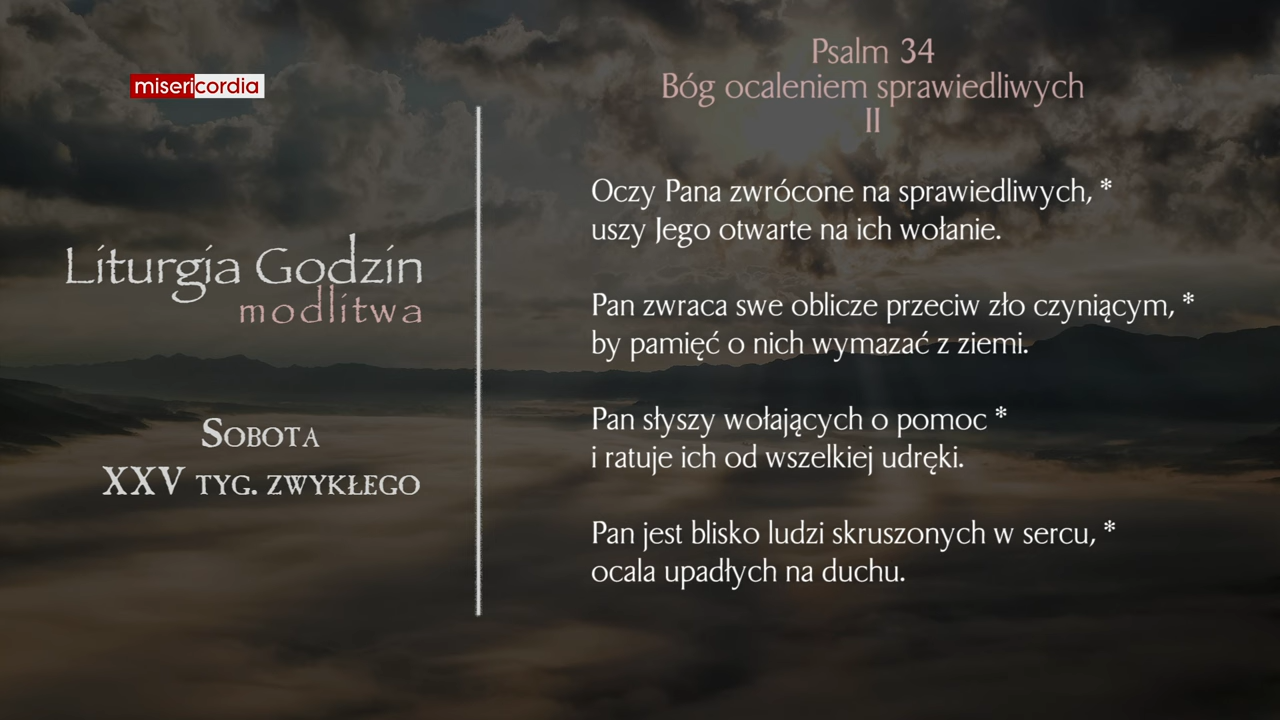 misericordia
Liturgia Godzin
modlitwa
Sobota
XXV tyg. zwykłego
Psalm 34
Bóg ocaleniem sprawiedliwych
II
Oczy Pana zwrócone na sprawiedliwych, *
uszy Jego otwarte na ich wołanie.
Pan zwraca swe oblicze przeciw zło czyniącym, *
by pamięć o nich wymazać z ziemi.
Pan słyszy wołających o pomoc *
i ratuje ich od wszelkiej udręki.
Pan jest blisko ludzi skruszonych w sercu, *
ocala upadłych na duchu.